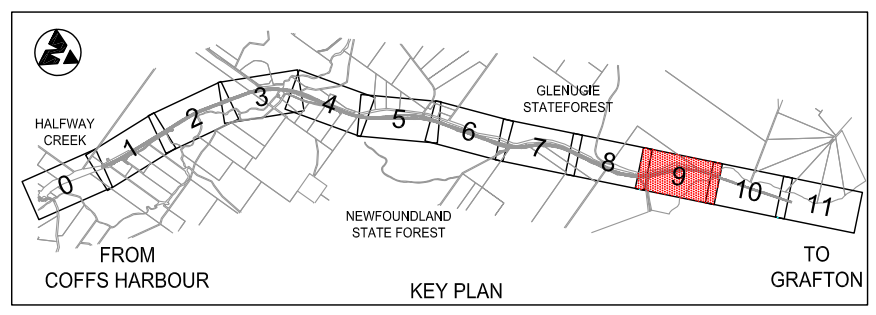 HALFWAY
CREEK
GLENUGIE
STATEFOREST
0
1
2
3
4
5
6
7
8
9
10
11
NEWFOUNDLAND
STATE FOREST
FROM
COFFS HARBOUR
TO
GRAFTON
KEY PLAN